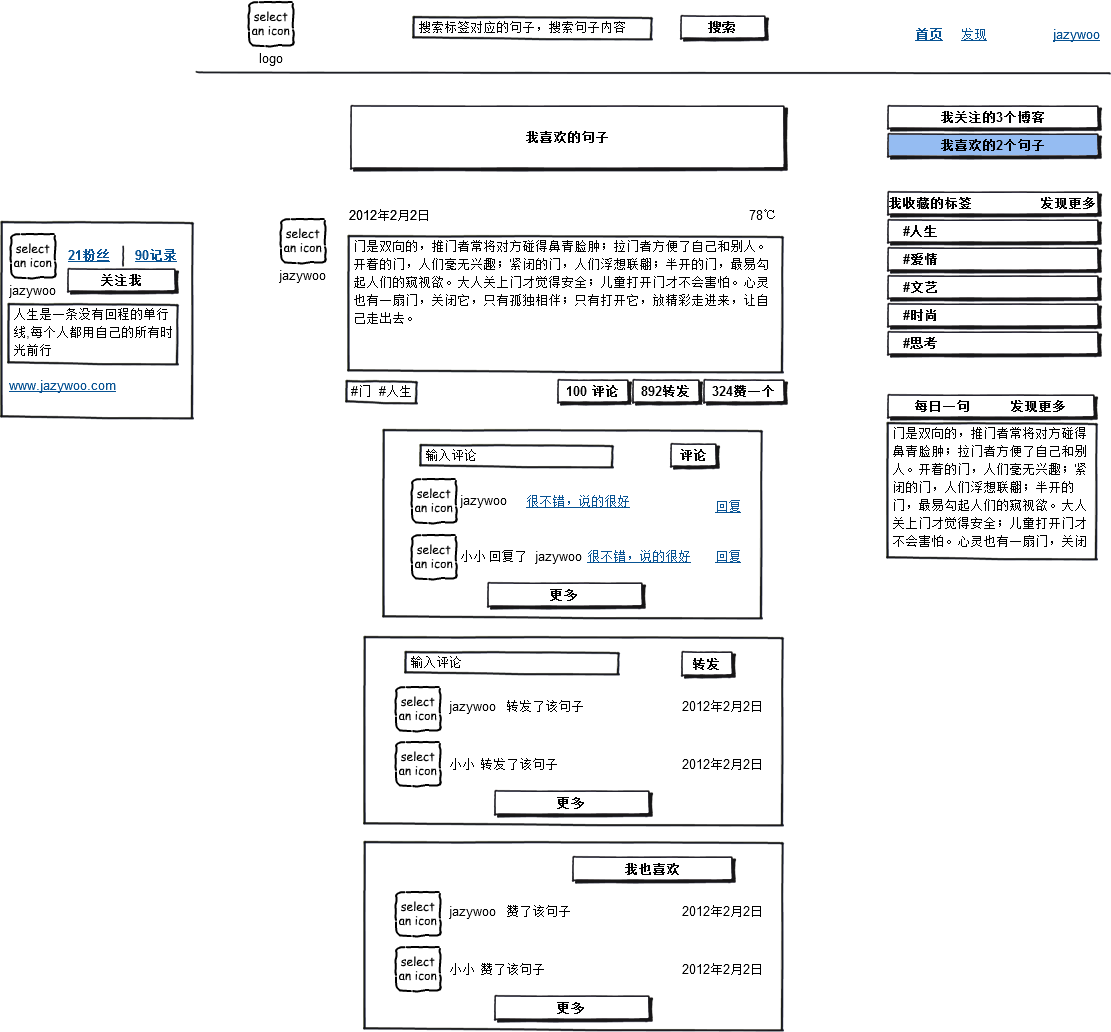 select
an icon
logo
搜索标签对应的句子，搜索句子内容
搜索
首页
发现
jazywoo
select
an icon
jazywoo
21粉丝
90记录
关注我
人生是一条没有回程的单行
线,每个人都用自己的所有时
光前行
www.jazywoo.com
我喜欢的句子
select
an icon
jazywoo
2012年2月2日
78℃
门是双向的，推门者常将对方碰得鼻青脸肿；拉门者方便了自己和别人。
开着的门，人们毫无兴趣；紧闭的门，人们浮想联翩；半开的门，最易勾
起人们的窥视欲。大人关上门才觉得安全；儿童打开门才不会害怕。心灵
也有一扇门，关闭它，只有孤独相伴；只有打开它，放精彩走进来，让自
己走出去。
#门 #人生
100 评论
892转发
324赞一个
输入评论
评论
select
an icon
jazywoo
很不错，说的很好
回复
select
an icon
小小 回复了 jazywoo
很不错，说的很好
回复
更多
输入评论
转发
select
an icon
jazywoo 转发了该句子
2012年2月2日
select
an icon
小小 转发了该句子
2012年2月2日
更多
我也喜欢
select
an icon
jazywoo 赞了该句子
2012年2月2日
select
an icon
小小 赞了该句子
2012年2月2日
更多
我关注的3个博客
我喜欢的2个句子
我收藏的标签
发现更多
#人生
#爱情
#文艺
#时尚
#思考
每日一句
发现更多
门是双向的，推门者常将对方碰得
鼻青脸肿；拉门者方便了自己和别
人。开着的门，人们毫无兴趣；紧
闭的门，人们浮想联翩；半开的
门，最易勾起人们的窥视欲。大人
关上门才觉得安全；儿童打开门才
不会害怕。心灵也有一扇门，关闭